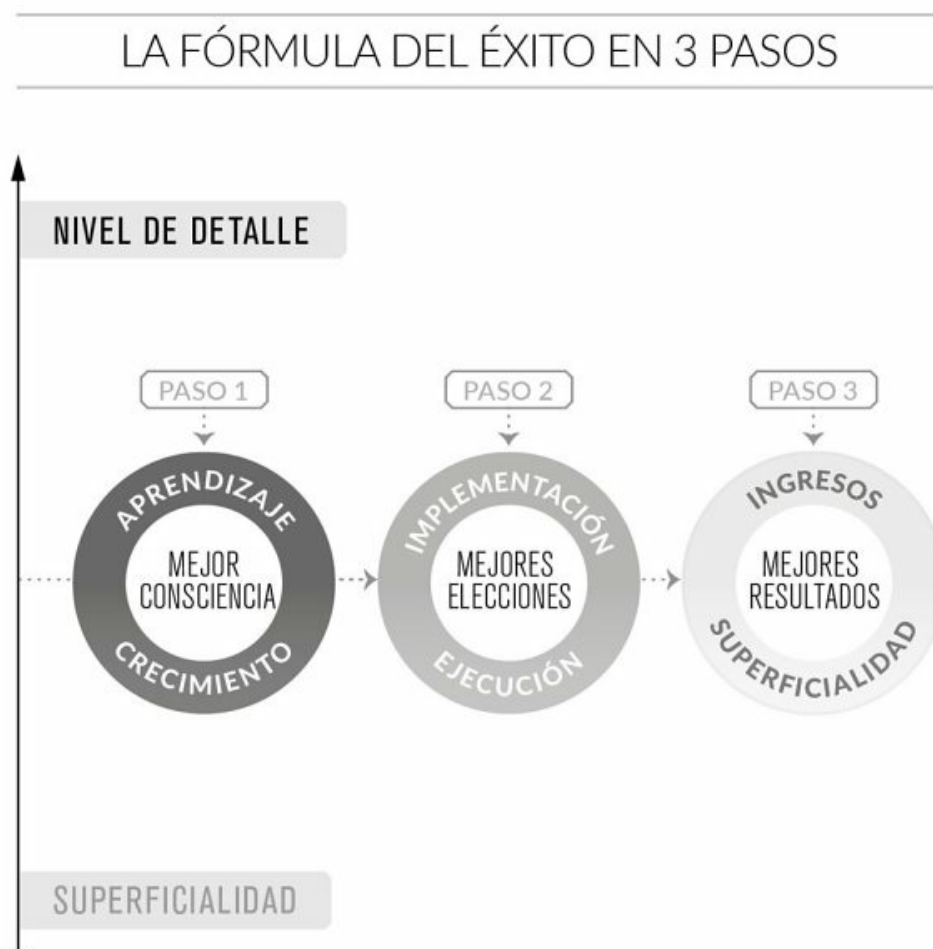 LA FÓRMULA DEL ÉXITO EN 3 PASOS
NIVEL DE DETALLE
PASO 1
PASO 2
PASO 3
APRENDIZAJE
MEJOR
CONSCIENCIA
CRECIMIENTO
IMPLEMENTACIÓN
MEJORES
ELECCIONES
EJECUCIÓN
INGRESOS
MEJORES
RESULTADOS
SUPERFICIALIDAD
SUPERFICIALIDAD